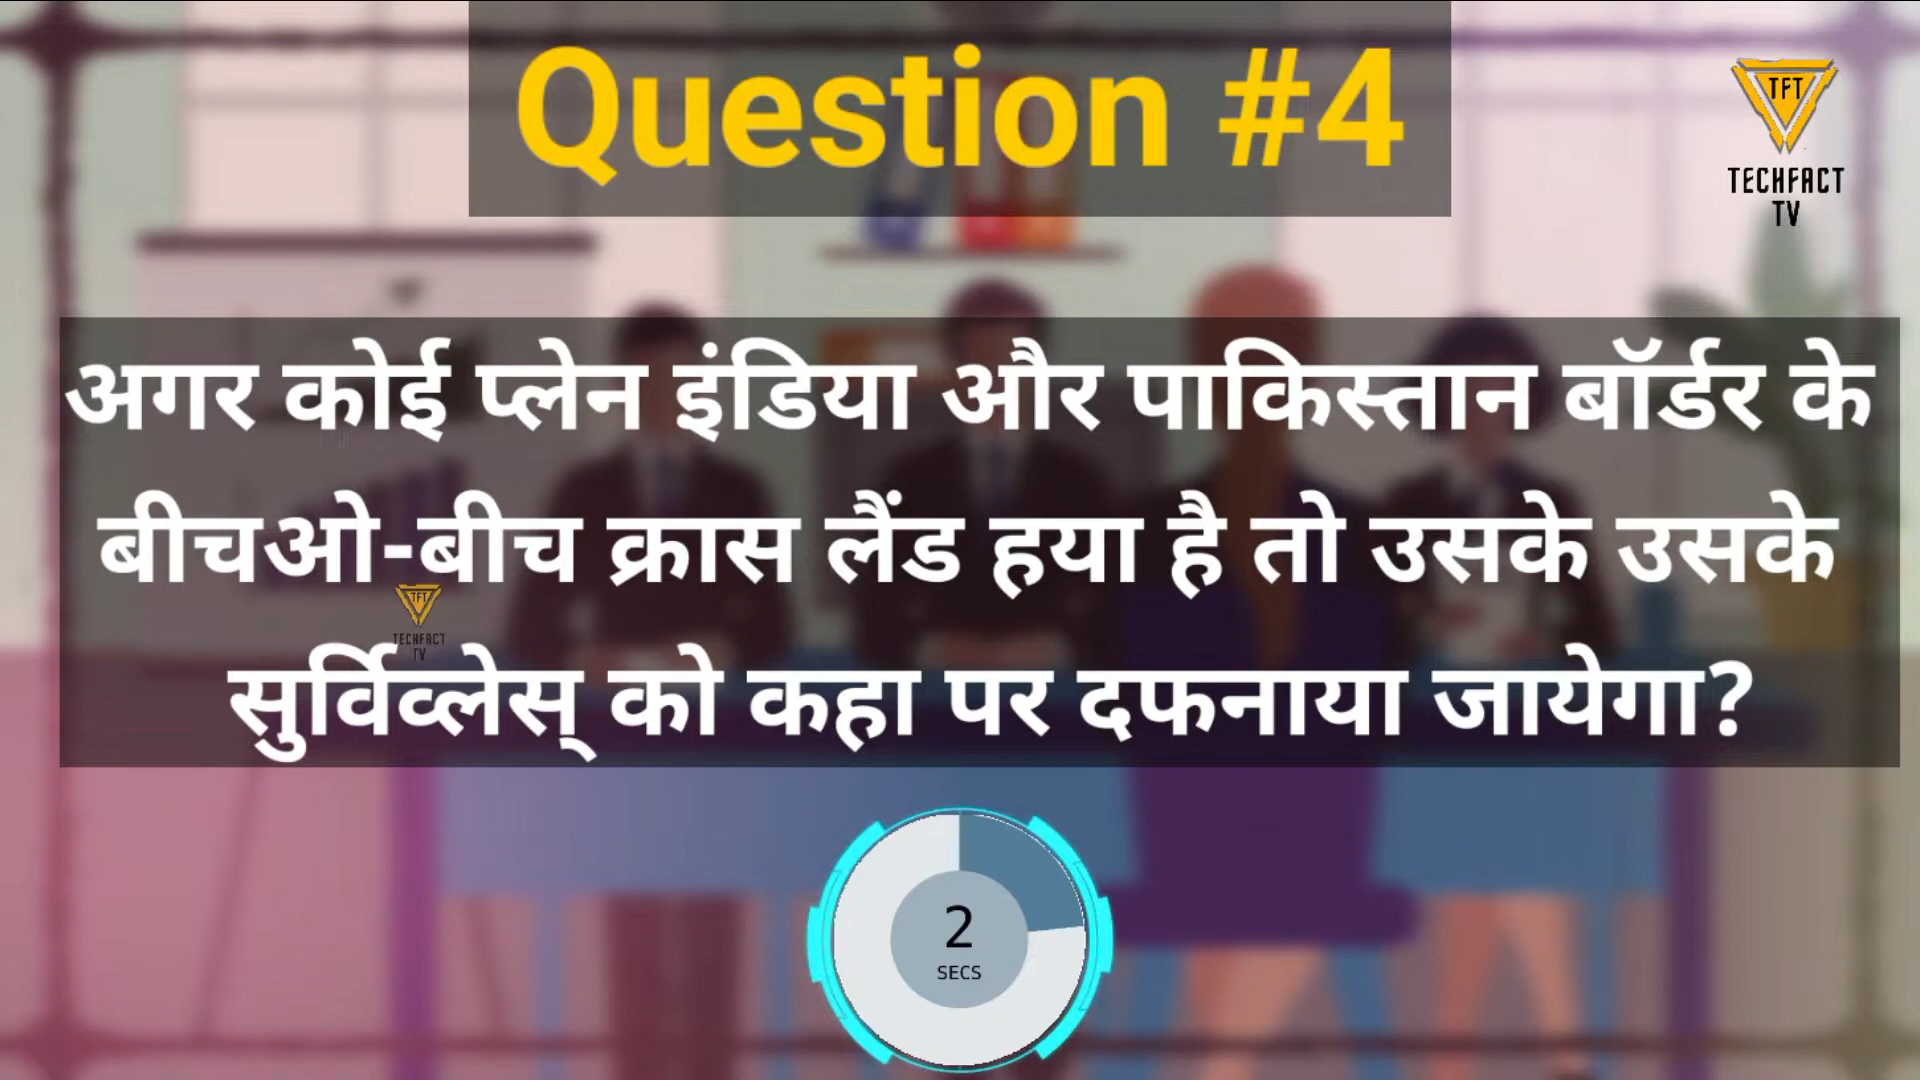 Question #4
TFT
TECHFACT
TV
अगर कोई प्लेन इंडिया और पाकिस्तान बॉर्डर के
बीचओ-बीच क्रास लैंड हया है तो उसके उसके
TFT
TECHFACT
TV
सुर्विव्लेस् को कहा पर दफनाया जायेगा?
2
SECS